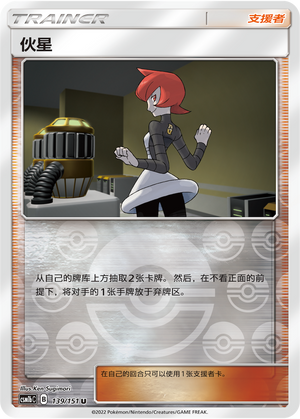 TRAINER 支援者
伙星
从自己的牌库上方抽取2张卡牌。然后，在不看正面的前
提下，将对手的1张手牌放于弃牌区。
Illus. Ken Sugimori
B 139/151 U
在自己的回合只可以使用1张支援者卡。
©2022 Pokémon/Nintendo/Creatures/GAME FREAK.